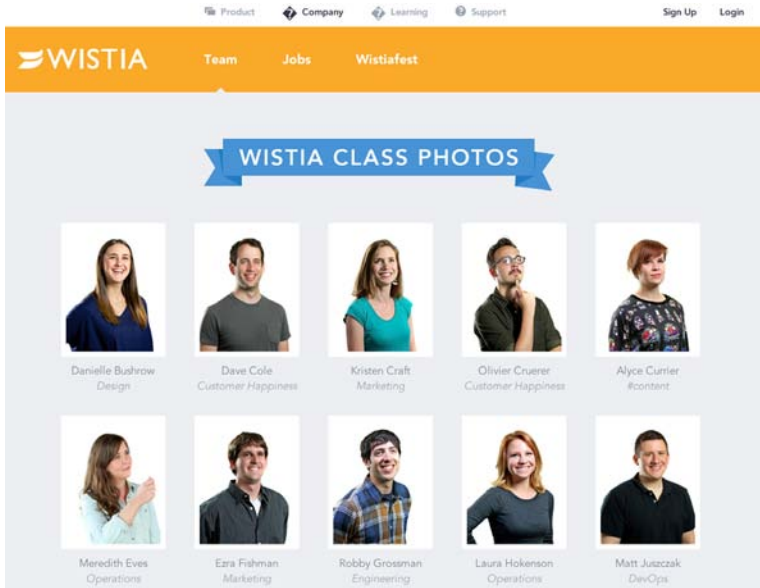 Product Company Learning Support Sign Up Login
WISTIA Team Jobs Wistiafest
WISTIA CLASS PHOTOS
Danielle Bushrow Dave Cole Kristen Craft Olivier Cruerer Alyce Currier
Design Customer Happiness Marketing Customer Happiness #content
Meredith Eves Ezra Fishman Robby Grossman Laura Hokenson Matt Juszczak
Operations Marketing Engineering Operations DevOps